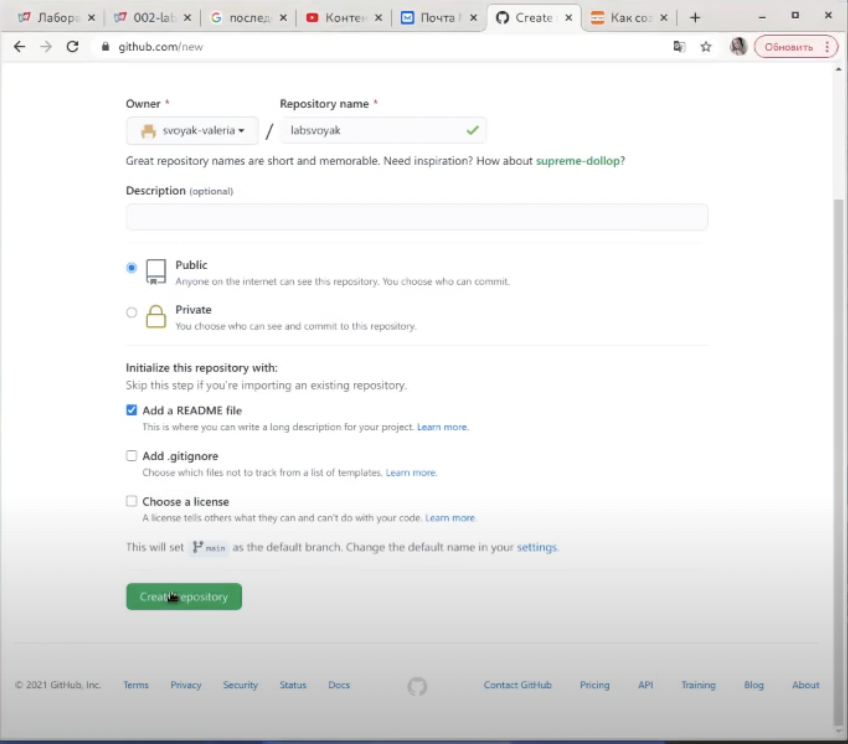 Лабор
002-lab
послед
Контен
Почта
Create
Как соз
github.com/new
Обновить
Owner *
Repository name *
svoyak-valeria / labsvoyak
Great repository names are short and memorable. Need inspiration? How about supreme-dollop?
Description (optional)
Public
Anyone on the internet can see this repository. You choose who can commit.
Private
You choose who can see and commit to this repository.
Initialize this repository with:
Skip this step if you're importing an existing repository.
Add a README file
This is where you can write a long description for your project. Learn more.
Add .gitignore
Choose which files not to track from a list of templates. Learn more.
Choose a license
A license tells others what they can and can't do with your code. Learn more.
This will set main as the default branch. Change the default name in your settings.
Create repository
© 2021 GitHub, Inc. Terms Privacy Security Status Docs Contact GitHub Pricing API Training Blog About